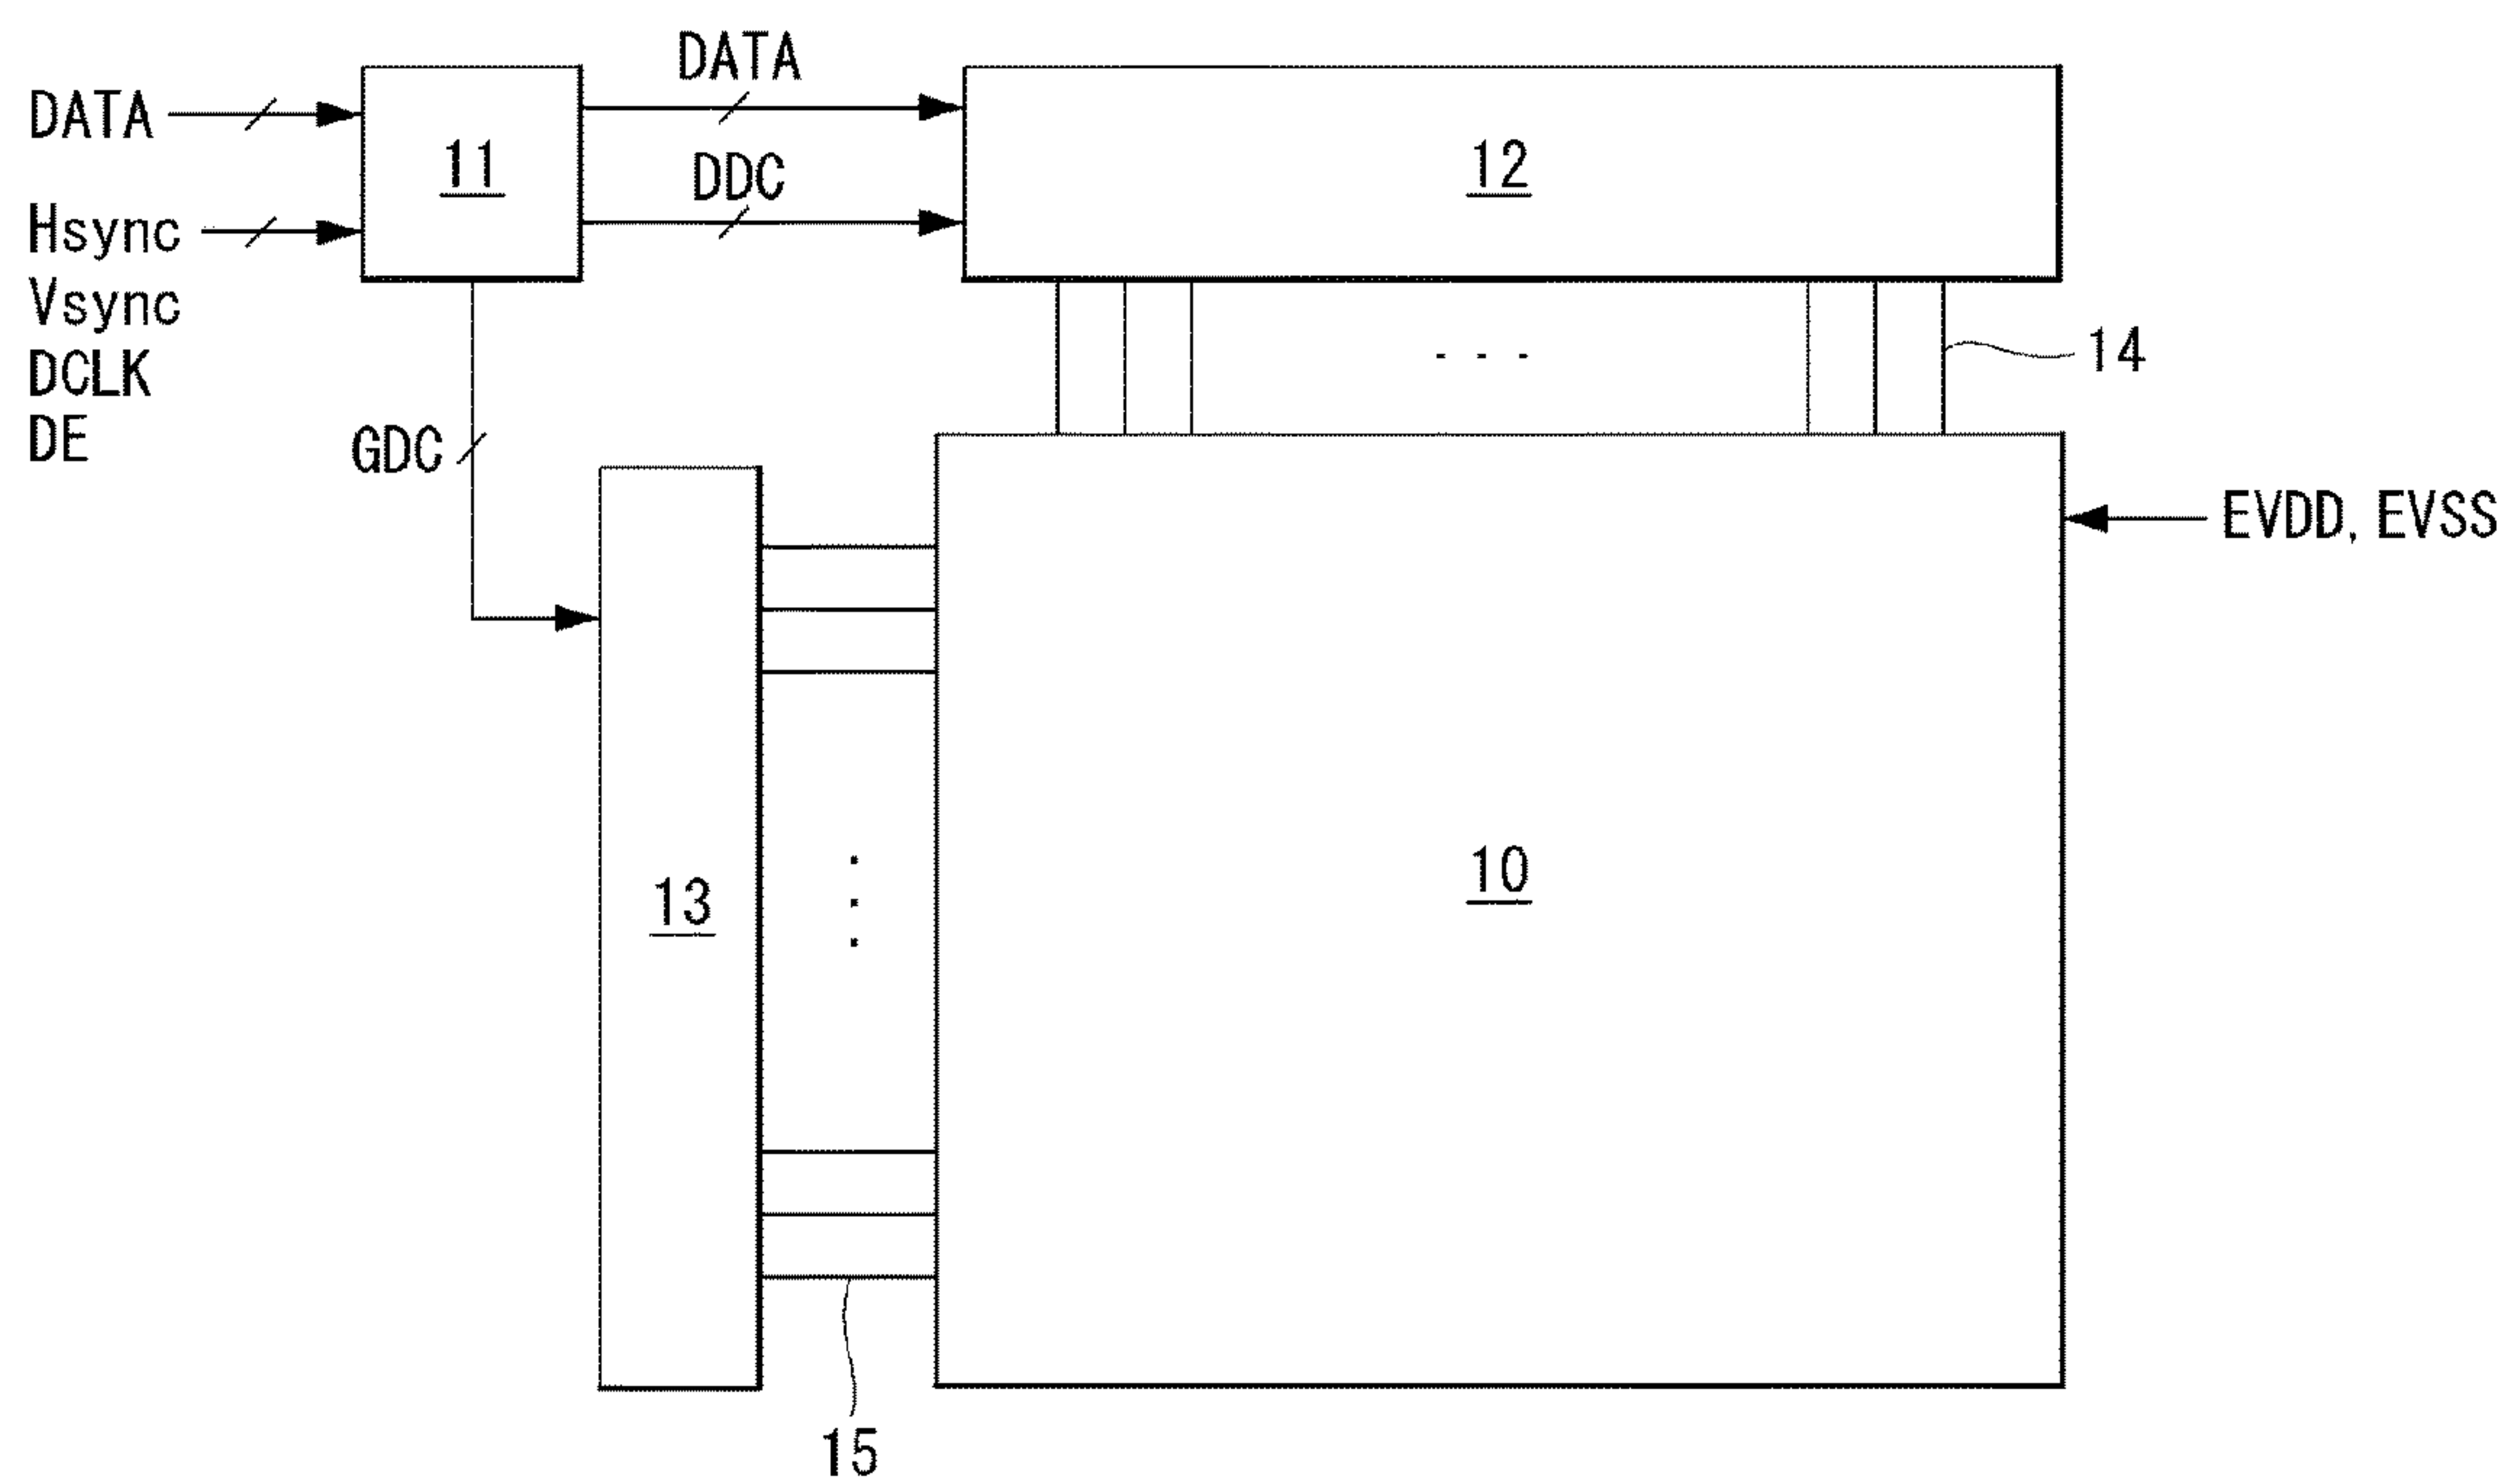 DATA
DATA
11
12
DDC
Hsync
Vsync
DCLK
DE
14
GDC
EVDD, EVSS
10
13
15